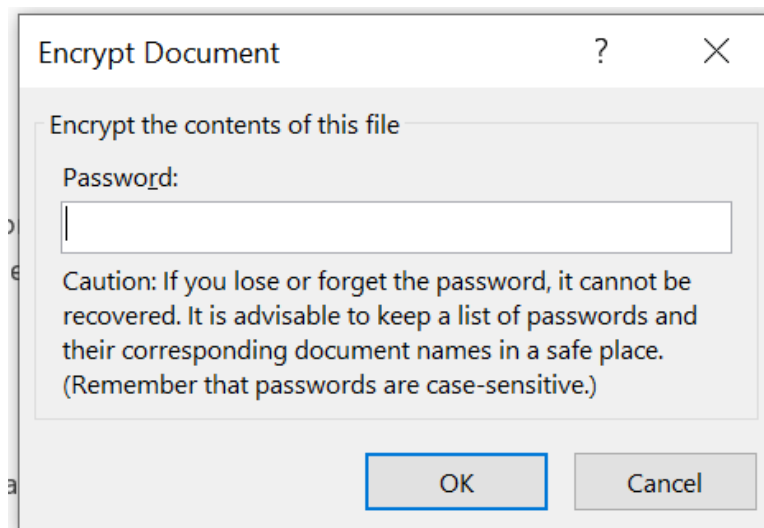 Encrypt Document
?
Encrypt the contents of this file
Password:
Caution: If you lose or forget the password, it cannot be
recovered. It is advisable to keep a list of passwords and
their corresponding document names in a safe place.
(Remember that passwords are case-sensitive.)
OK Cancel